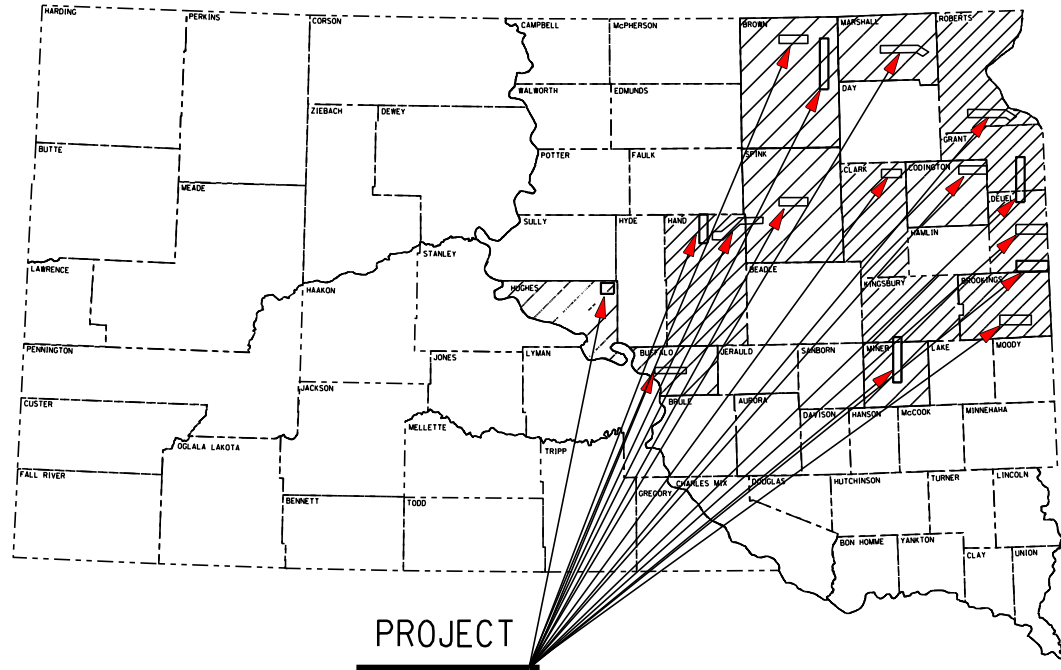 HARDING
PERKINS
CORSON
CAMPBELL
McPHERSON
BROWN
MARSHALL
ROBERTS
WALWORTH
EDMUNDS
DAY
ZIEBACH
DEWEY
GRANT
BUTTE
POTTER
FAULK
SPINK
CLARK
CODINGTON
MEADE
DEUEL
SULLY
HYDE
HAND
HAMLIN
STANLEY
BEADLE
LAWRENCE
HAAKON
HUGHES
KINGSBURY
BROOKINGS
PENNINGTON
JONES
LYMAN
BUFFALO
JERAULD
SANBORN
MINER
LAKE
MOODY
JACKSON
CUSTER
BRULE
AURORA
DAVISON
HANSON
McCOOK
MINNEHAHA
MELLETTE
OGLALA LAKOTA
TRIPP
FALL RIVER
CHARLES MIX
DOUGLAS
HUTCHINSON
TURNER
LINCOLN
BENNETT
TODD
GREGORY
BON HOMME
YANKTON
CLAY
UNION
PROJECT